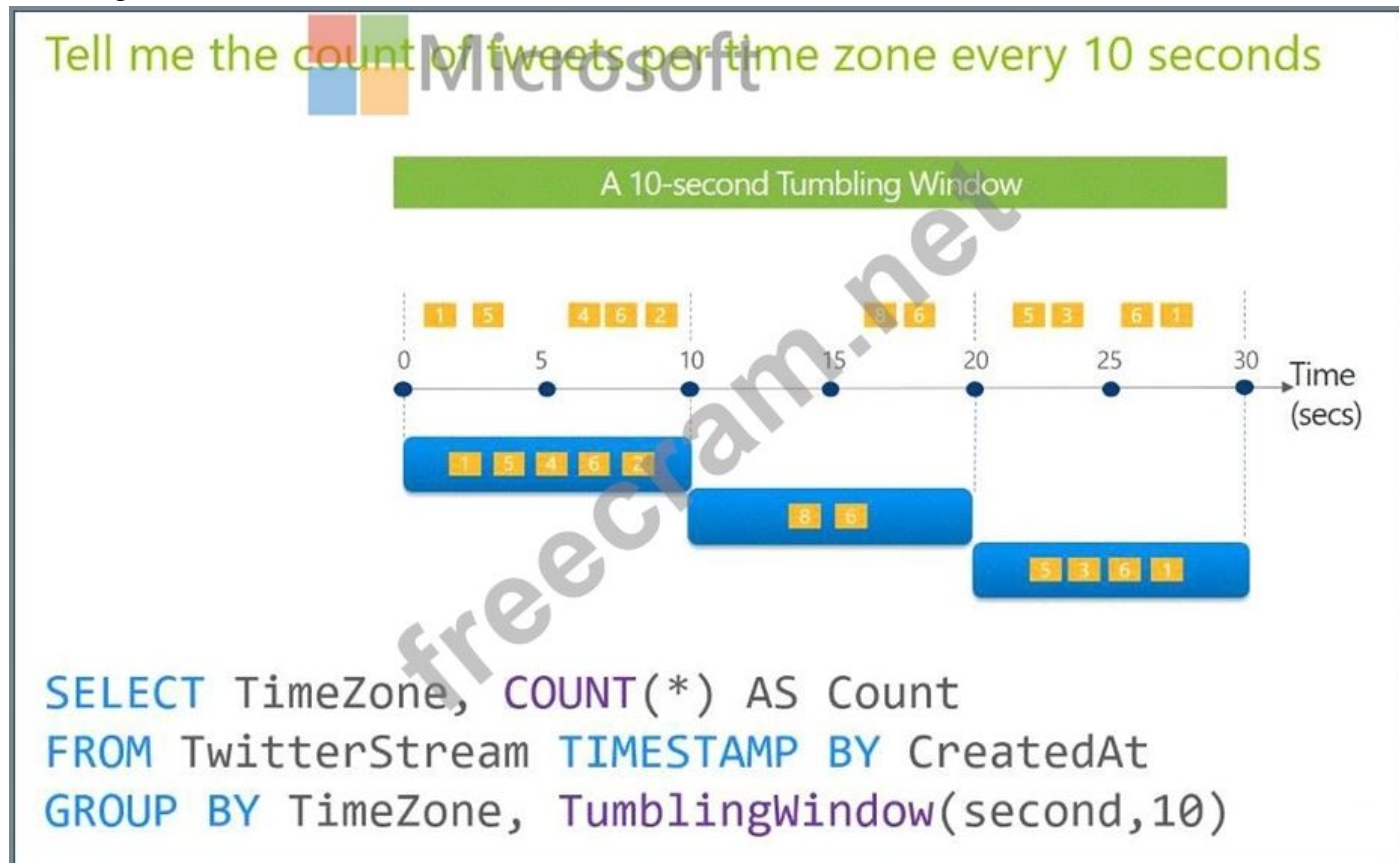 Tell me the count of tweets per time zone every 10 seconds
Microsoft
A 10-second Tumbling Window
1 5 4 6 2 8 6 5 3 6 1
0 5 10 15 20 25 30
Time
(secs)
1 5 4 6 2
8 6
5 3 6 1
freecram.net
SELECT TimeZone, COUNT(*) AS Count
FROM TwitterStream TIMESTAMP BY CreatedAt
GROUP BY TimeZone, TumblingWindow(second,10)